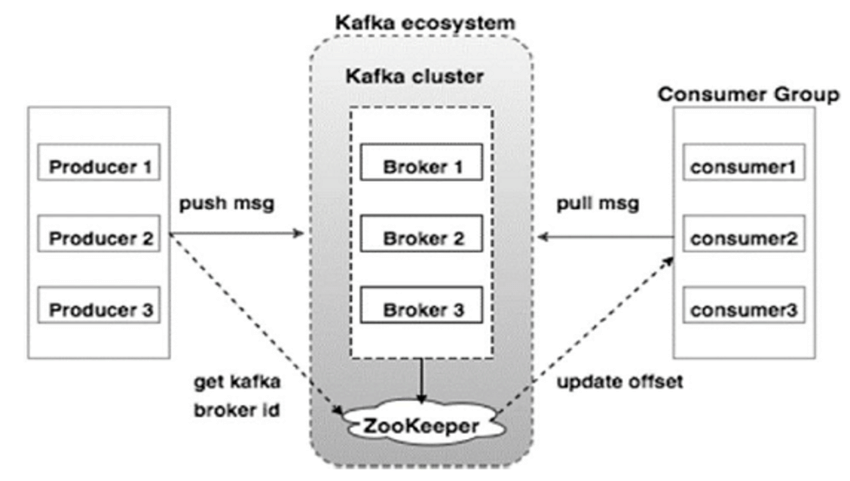 Kafka ecosystem
Kafka cluster
Consumer Group
Producer 1
Producer 2
Producer 3
push msg
Broker 1
Broker 2
Broker 3
pull msg
consumer1
consumer2
consumer3
get kafka
broker id
ZooKeeper
update offset